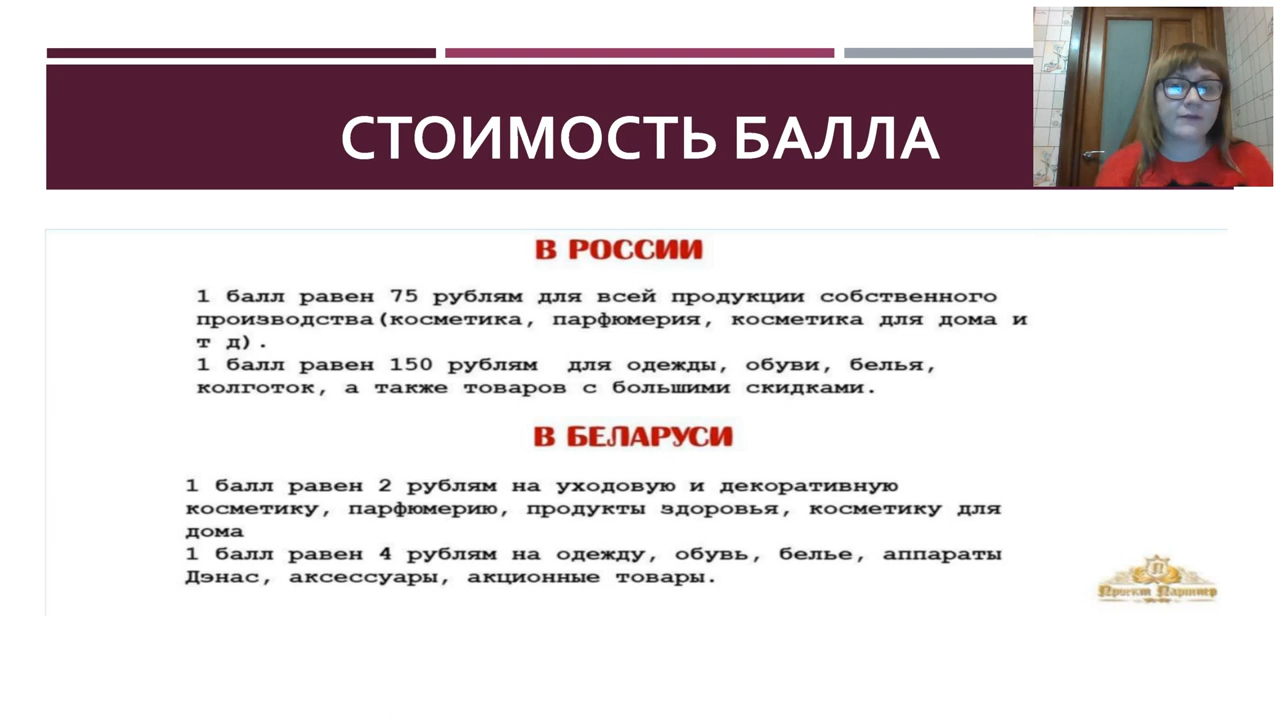 СТОИМОСТЬ БАЛЛА
В РОССИИ
1 балл равен 75 рублям для всей продукции собственного
производства(косметика, парфюмерия, косметика для дома и
т д).
1 балл равен 150 рублям для одежды, обуви, белья,
колготок, а также товаров с большими скидками.
В БЕЛАРУСИ
1 балл равен 2 рублям на уходовую и декоративную
косметику, парфюмерию, продукты здоровья, косметику для
дома
1 балл равен 4 рублям на одежду, обувь, белье, аппараты
Дэнас, аксессуары, акционные товары.
Проект Партнер